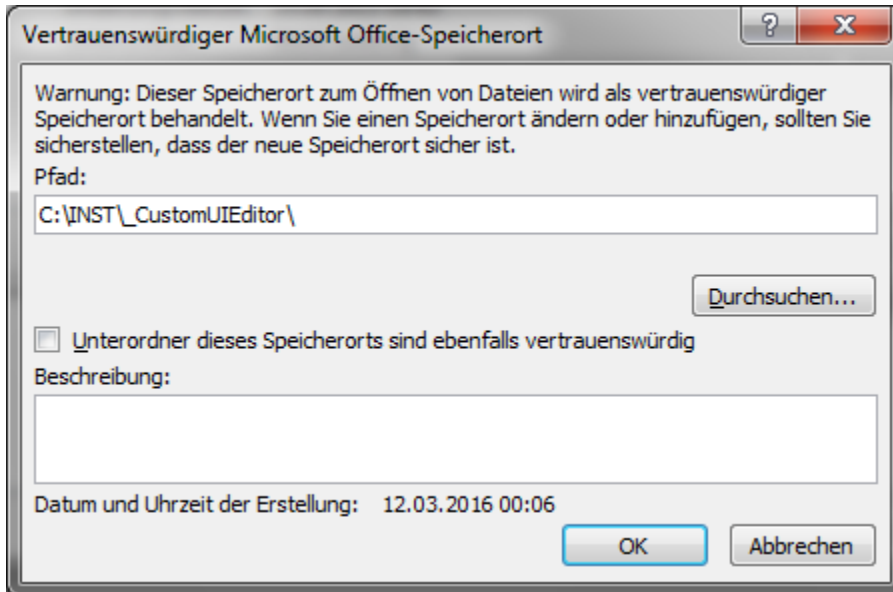 Vertrauenswürdiger Microsoft Office-Speicherort
Warnung: Dieser Speicherort zum Öffnen von Dateien wird als vertrauenswürdiger
Speicherort behandelt. Wenn Sie einen Speicherort ändern oder hinzufügen, sollten Sie
sicherstellen, dass der neue Speicherort sicher ist.
Pfad:
C:\INST\_CustomUIEditor\
Durchsuchen...
Unterordner dieses Speicherorts sind ebenfalls vertrauenswürdig
Beschreibung:
Datum und Uhrzeit der Erstellung: 12.03.2016 00:06
OK Abbrechen